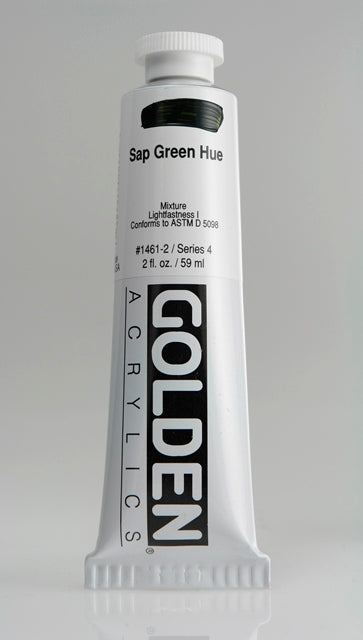 Sap Green Hue
Mixture
Lightfastness I
Conforms to ASTM D 5098
#1461-2 / Series 4
2 fl. oz. / 59 ml
GOLDEN®
ACRYLICS